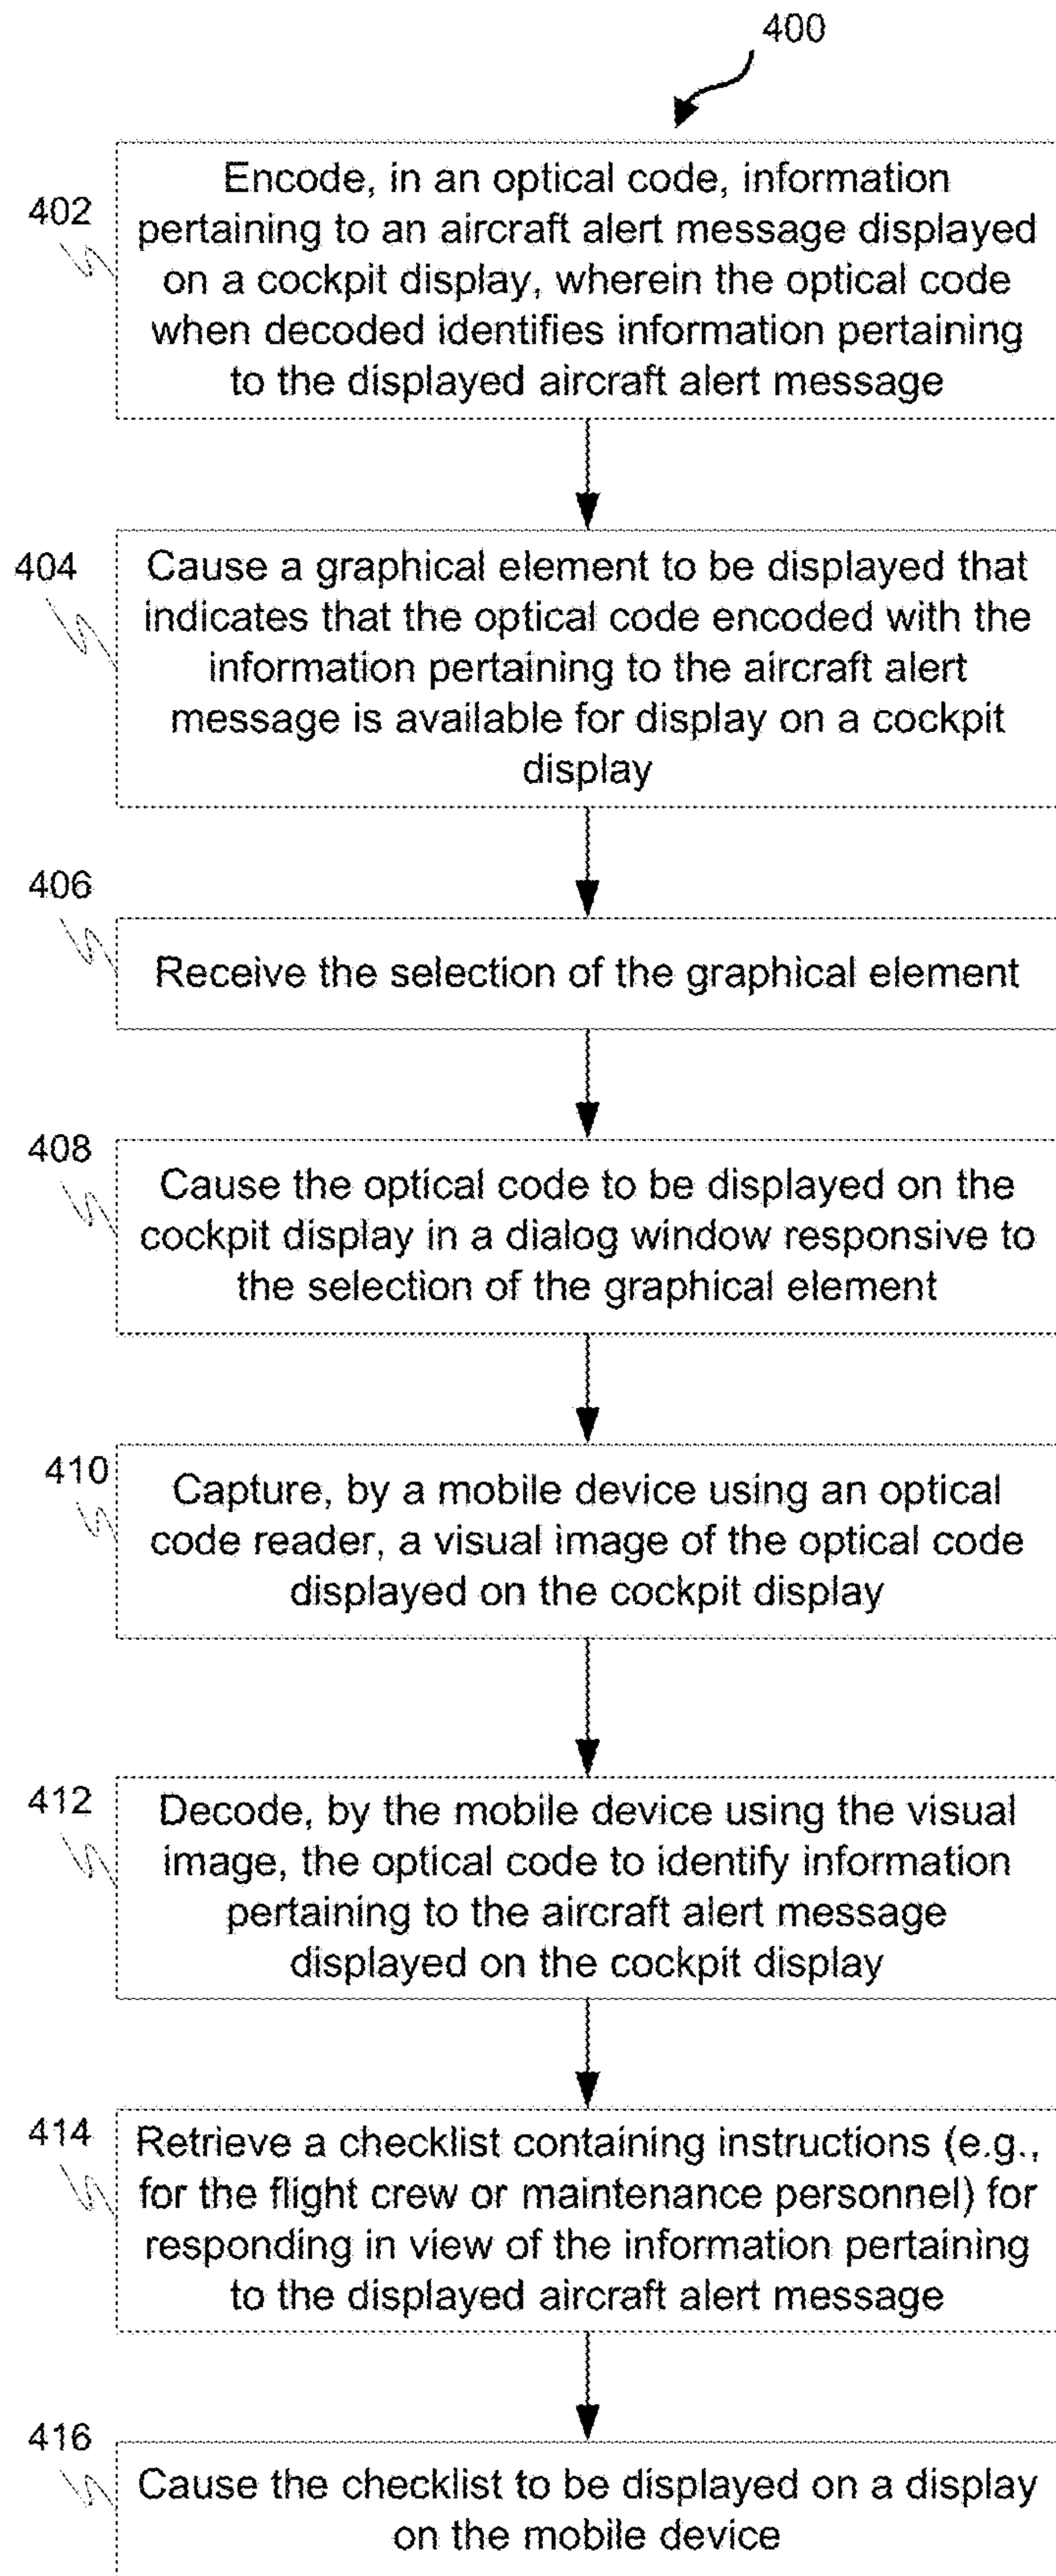 400
402
Encode, in an optical code, information
pertaining to an aircraft alert message displayed
on a cockpit display, wherein the optical code
when decoded identifies information pertaining
to the displayed aircraft alert message
404
Cause a graphical element to be displayed that
indicates that the optical code encoded with the
information pertaining to the aircraft alert
message is available for display on a cockpit
display
406
Receive the selection of the graphical element
408
Cause the optical code to be displayed on the
cockpit display in a dialog window responsive to
the selection of the graphical element
410
Capture, by a mobile device using an optical
code reader, a visual image of the optical code
displayed on the cockpit display
412
Decode, by the mobile device using the visual
image, the optical code to identify information
pertaining to the aircraft alert message
displayed on the cockpit display
414
Retrieve a checklist containing instructions (e.g.,
for the flight crew or maintenance personnel) for
responding in view of the information pertaining
to the displayed aircraft alert message
416
Cause the checklist to be displayed on a display
on the mobile device